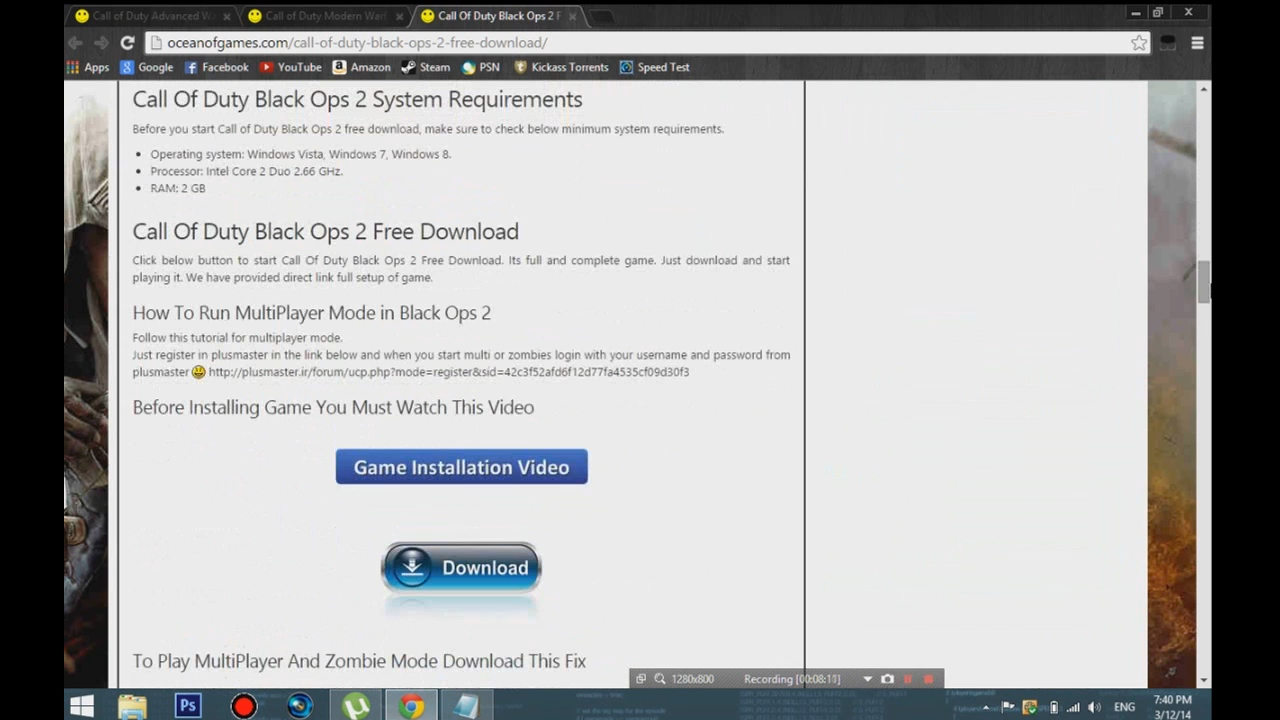 Call of Duty Advanced Wa
Call of Duty Modern Warf
Call Of Duty Black Ops 2 F
oceanofgames.com/call-of-duty-black-ops-2-free-download/
Apps Google Facebook YouTube Amazon Steam PSN Kickass Torrents Speed Test
Call Of Duty Black Ops 2 System Requirements
Before you start Call of Duty Black Ops 2 free download, make sure to check below minimum system requirements.
Operating system: Windows Vista, Windows 7, Windows 8.
Processor: Intel Core 2 Duo 2.66 GHz.
RAM: 2 GB
Call Of Duty Black Ops 2 Free Download
Click below button to start Call Of Duty Black Ops 2 Free Download. Its full and complete game. Just download and start
playing it. We have provided direct link full setup of game.
How To Run MultiPlayer Mode in Black Ops 2
Follow this tutorial for multiplayer mode.
Just register in plusmaster in the link below and when you start multi or zombies login with your username and password from
plusmaster http://plusmaster.ir/forum/ucp.php?mode=register&sid=42c3f52afd6f12d77fa4535cf09d30f3
Before Installing Game You Must Watch This Video
Game Installation Video
Download
To Play MultiPlayer And Zombie Mode Download This Fix
1280x800 Recording [00:08:18]
Ps
ENG
7:40 PM
3/12/14